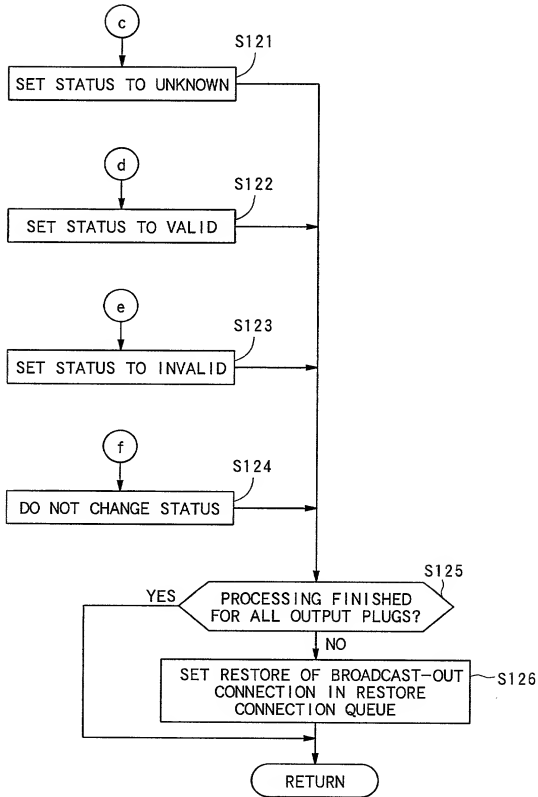 c
S121
SET STATUS TO UNKNOWN
d
S122
SET STATUS TO VALID
e
S123
SET STATUS TO INVALID
f
S124
DO NOT CHANGE STATUS
S125
YES
PROCESSING FINISHED
FOR ALL OUTPUT PLUGS?
NO
SET RESTORE OF BROADCAST-OUT
CONNECTION IN RESTORE
CONNECTION QUEUE
S126
RETURN